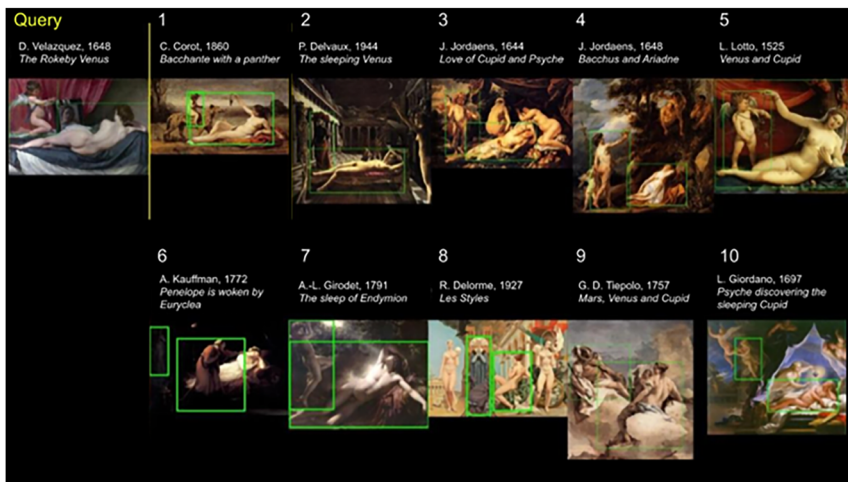 Query
D. Velazquez, 1648
The Rokeby Venus
1
C. Corot, 1860
Bacchante with a panther
2
P. Delvaux, 1944
The sleeping Venus
3
J. Jordaens, 1644
Love of Cupid and Psyche
4
J. Jordaens, 1648
Bacchus and Ariadne
5
L. Lotto, 1525
Venus and Cupid
6
A. Kauffman, 1772
Penelope is woken by
Euryclea
7
A.-L. Girodet, 1791
The sleep of Endymion
8
R. Delorme, 1927
Les Styles
9
G. D. Tiepolo, 1757
Mars, Venus and Cupid
10
L. Giordano, 1697
Psyche discovering the
sleeping Cupid